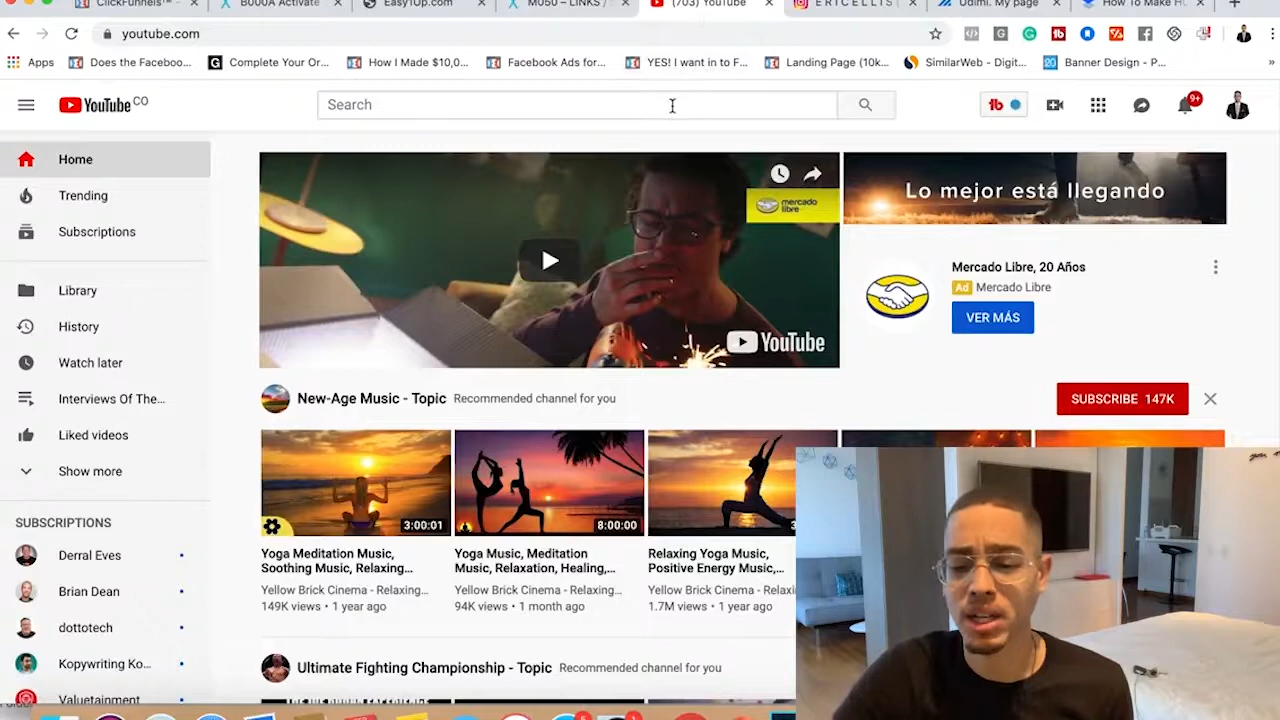 ClickFunnels™ -
B000A Activate
Easy1Up.com
M050 – LINKS /
(703) YouTube
E R I C E L L I S (
Udimi. My page
How To Make
youtube.com
Apps
Does the Faceboo...
Complete Your Or...
How I Made $10,0...
Facebook Ads for...
YES! I want in to F...
Landing Page (10k...
SimilarWeb - Digit...
Banner Design - P...
YouTube CO
Search
tb
9+
Home
Trending
Subscriptions
Library
History
Watch later
Interviews Of The...
Liked videos
Show more
SUBSCRIPTIONS
Derral Eves
Brian Dean
dottotech
Kopywriting Ko...
Valuetainment
mercado
libre
YouTube
Lo mejor está llegando
Mercado Libre, 20 Años
Ad Mercado Libre
VER MÁS
New-Age Music - Topic Recommended channel for you
SUBSCRIBE 147K
3:00:01
8:00:00
Yoga Meditation Music,
Soothing Music, Relaxing...
Yellow Brick Cinema - Relaxing...
149K views • 1 year ago
Yoga Music, Meditation
Music, Relaxation, Healing,...
Yellow Brick Cinema - Relaxing...
94K views • 1 month ago
Relaxing Yoga Music,
Positive Energy Music,...
Yellow Brick Cinema - Relaxing...
1.7M views • 1 year ago
Ultimate Fighting Championship - Topic Recommended channel for you